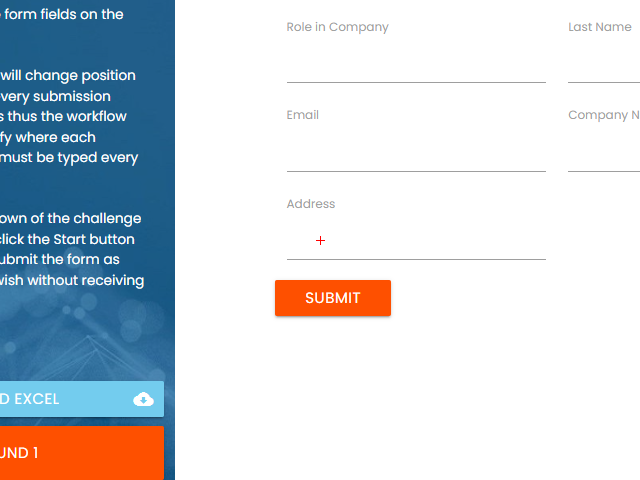 form fields on the
will change position
very submission
s thus the workflow
fy where each
must be typed every
own of the challenge
click the Start button
ubmit the form as
wish without receiving
D EXCEL
UND 1
Role in Company
Last Name
Email
Company N
Address
SUBMIT